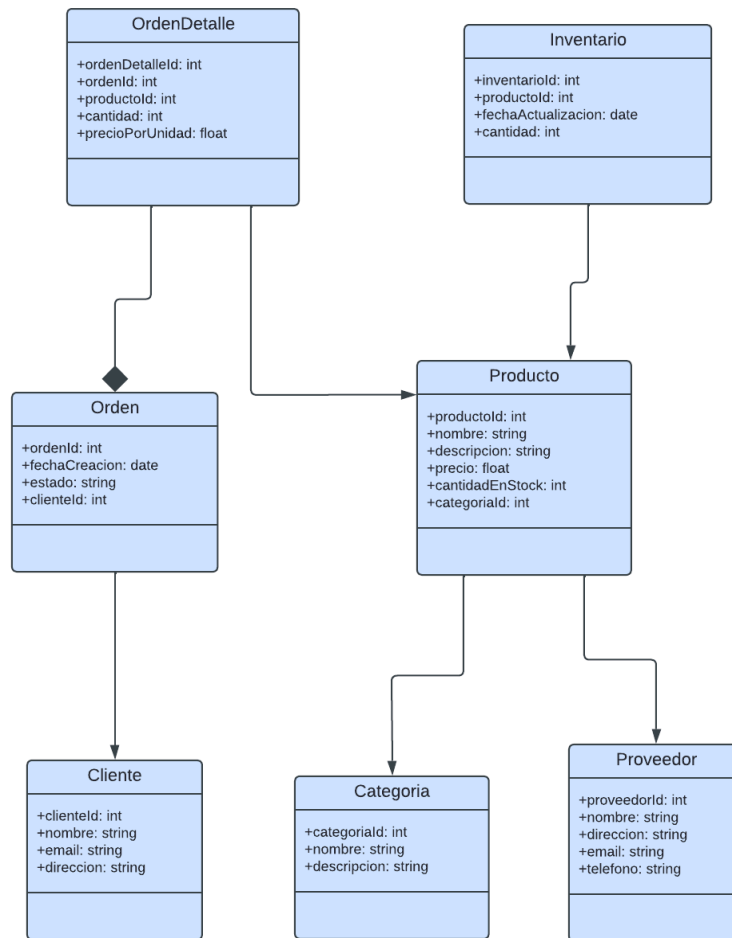 OrdenDetalle
+ordenDetalleId: int
+ordenId: int
+productoId: int
+cantidad: int
+precioPorUnidad: float
Inventario
+inventarioId: int
+productoId: int
+fechaActualizacion: date
+cantidad: int
Orden
+ordenId: int
+fechaCreacion: date
+estado: string
+clienteId: int
Producto
+productoId: int
+nombre: string
+descripcion: string
+precio: float
+cantidadEnStock: int
+categoriaId: int
Cliente
+clienteId: int
+nombre: string
+email: string
+direccion: string
Categoria
+categoriaId: int
+nombre: string
+descripcion: string
Proveedor
+proveedorId: int
+nombre: string
+direccion: string
+email: string
+telefono: string